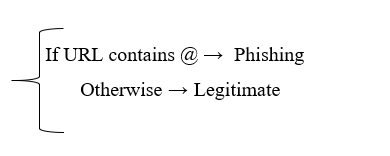 If URL contains @ → Phishing
Otherwise → Legitimate